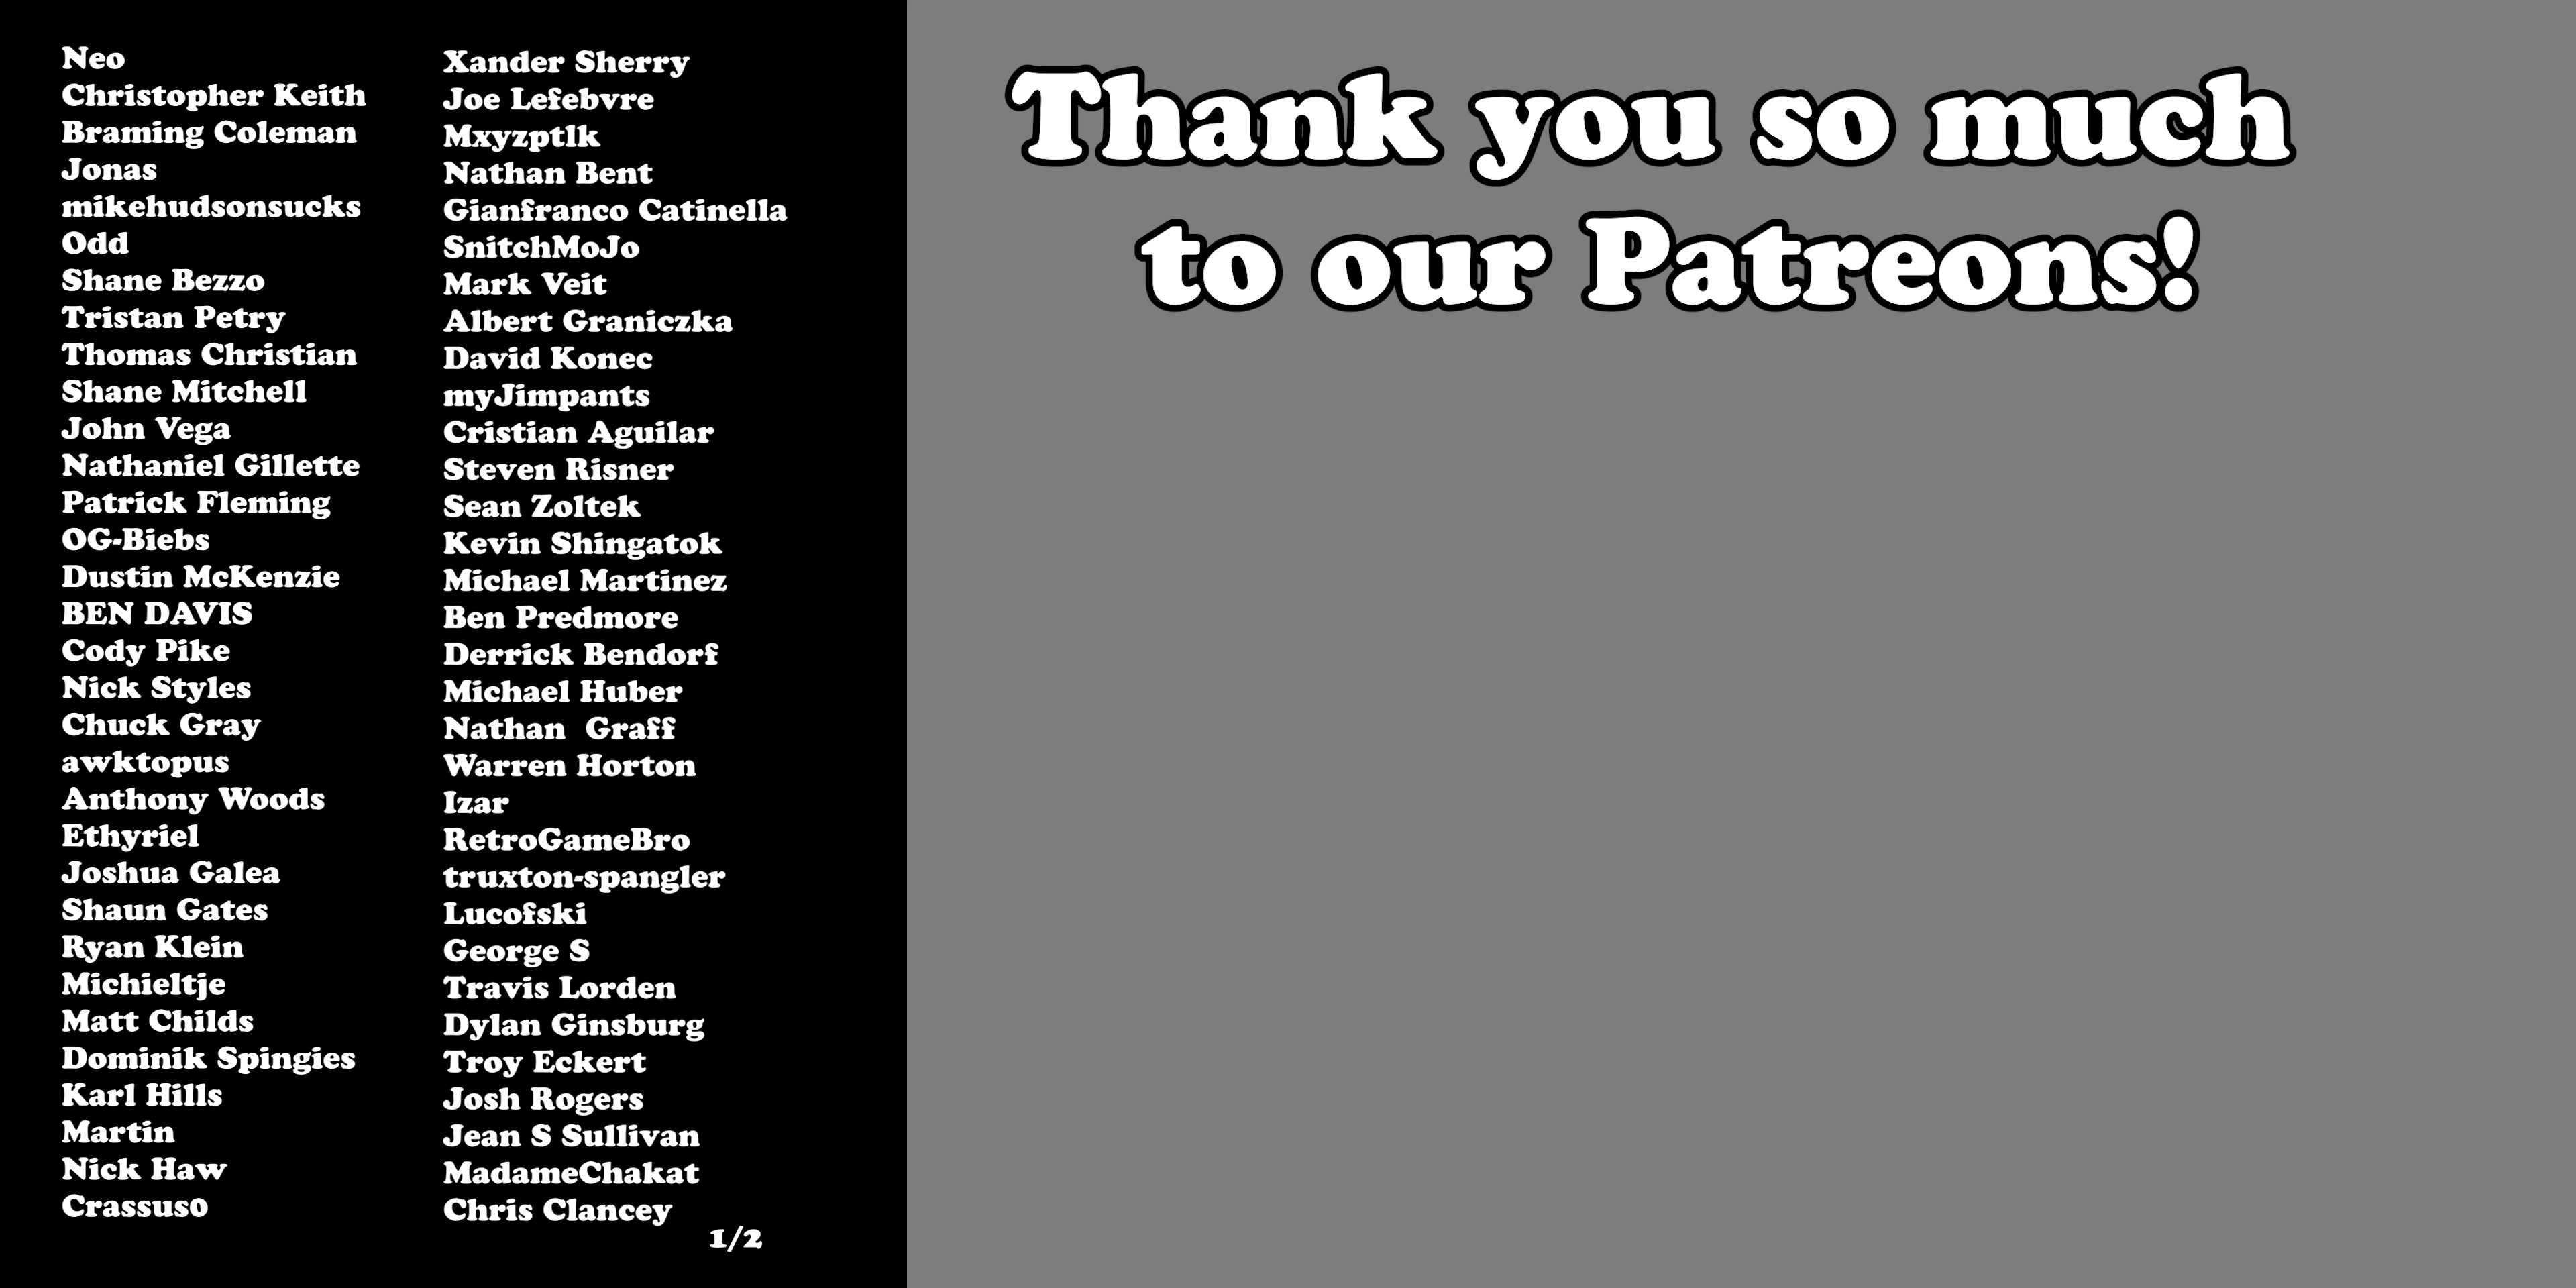 Neo
Christopher Keith
Braming Coleman
Jonas
mikehudsonsucks
Odd
Shane Bezzo
Tristan Petry
Thomas Christian
Shane Mitchell
John Vega
Nathaniel Gillette
Patrick Fleming
OG-Biebs
Dustin McKenzie
BEN DAVIS
Cody Pike
Nick Styles
Chuck Gray
awktopus
Anthony Woods
Ethyriel
Joshua Galea
Shaun Gates
Ryan Klein
Michieltje
Matt Childs
Dominik Spingies
Karl Hills
Martin
Nick Haw
Crassus0
Xander Sherry
Joe Lefebvre
Mxyzptlk
Nathan Bent
Gianfranco Catinella
SnitchMoJo
Mark Veit
Albert Graniczka
David Konec
myJimpants
Cristian Aguilar
Steven Risner
Sean Zoltek
Kevin Shingatok
Michael Martinez
Ben Predmore
Derrick Bendorf
Michael Huber
Nathan  Graff
Warren Horton
Izar
RetroGameBro
truxton-spangler
Lucofski
George S
Travis Lorden
Dylan Ginsburg
Troy Eckert
Josh Rogers
Jean S Sullivan
MadameChakat
Chris Clancey
1/2
Thank you so much
to our Patreons!